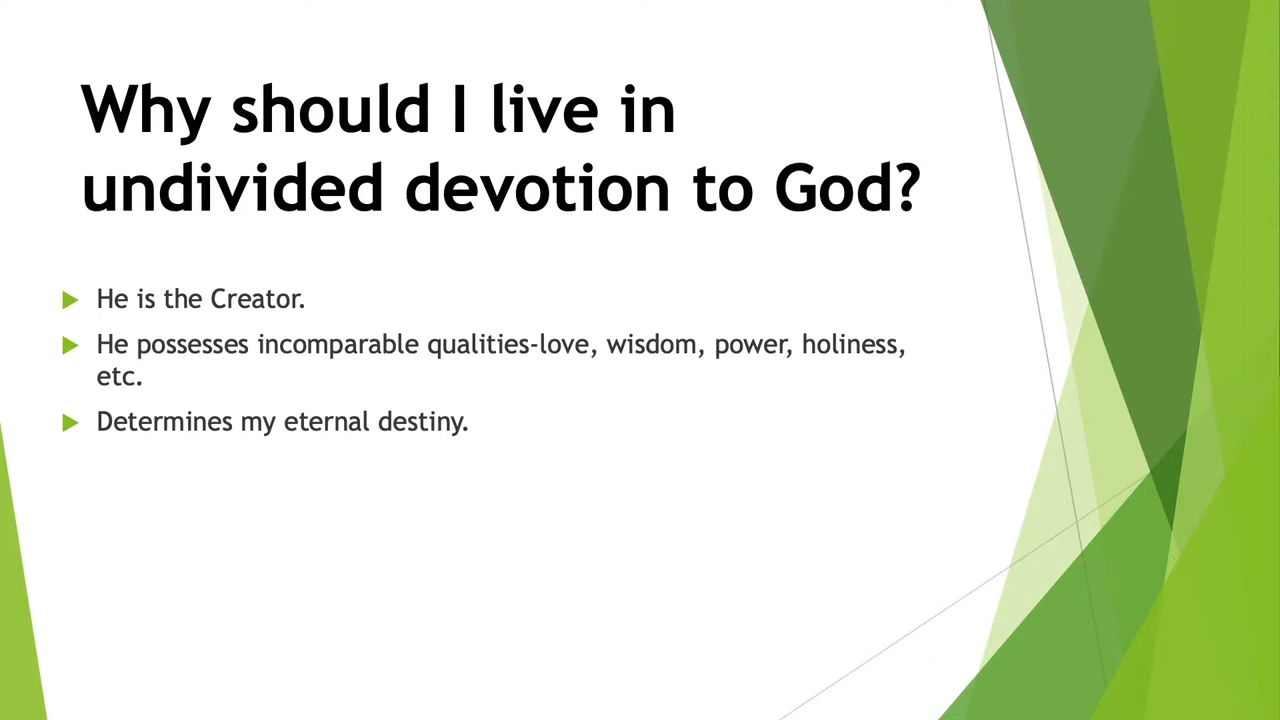 Why should I live in
undivided devotion to God?
He is the Creator.
He possesses incomparable qualities-love, wisdom, power, holiness,
etc.
Determines my eternal destiny.